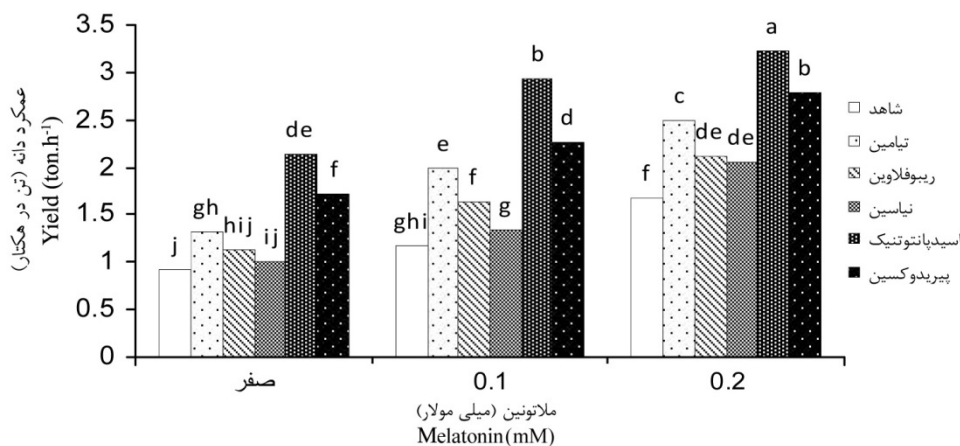 عمکرد دانه (تن در هکتار)
Yield (ton.h⁻¹)
3.5
3
2.5
2
1.5
1
0.5
0
j
gh
hij
ij
de
f
ghi
e
f
g
b
d
f
c
de
de
a
b
صفر
0.1
0.2
ملاتونین (میلی مولار)
Melatonin (mM)
شاهد
تیامین
ریبوفلاوین
نیاسین
اسیدپانتوتنیک
پیریدوکسین